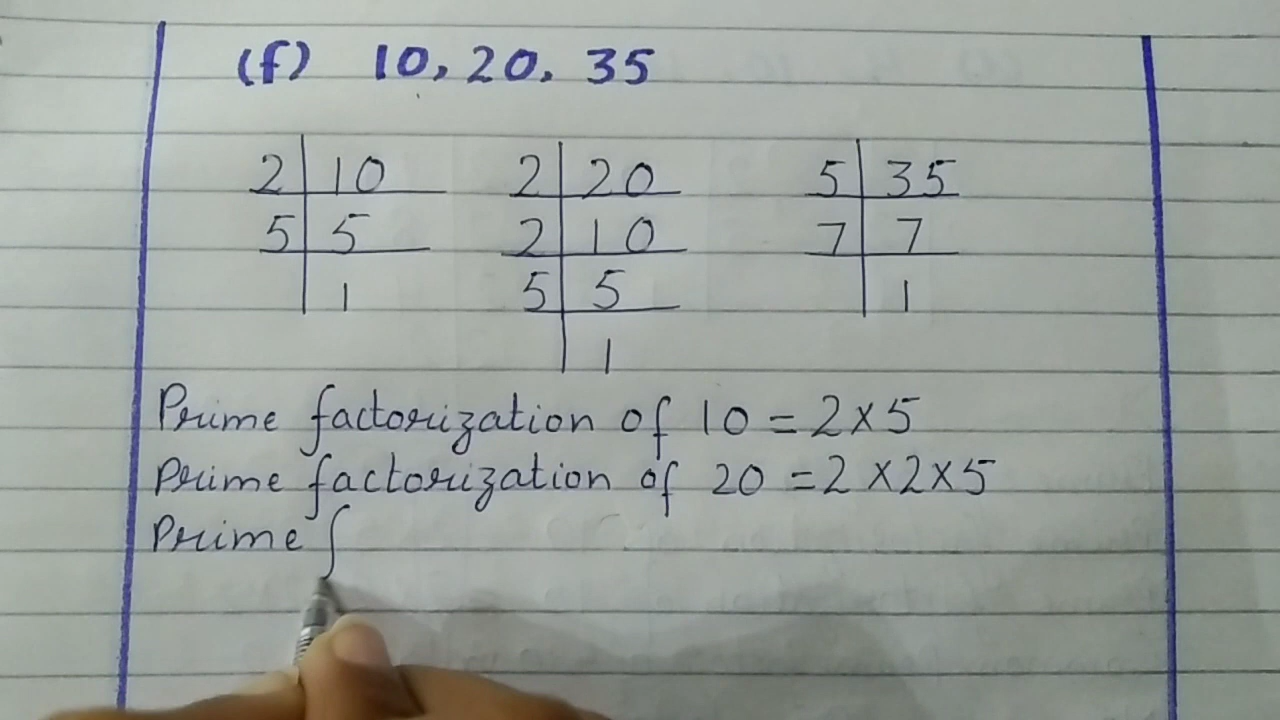 (f) 10, 20, 35
2 10 2 20 5 35
5 5 2 10 7 7
1 5 5 1
1
Prime factorization of 10 = 2 × 5
Prime factorization of 20 = 2 × 2 × 5
Prime f